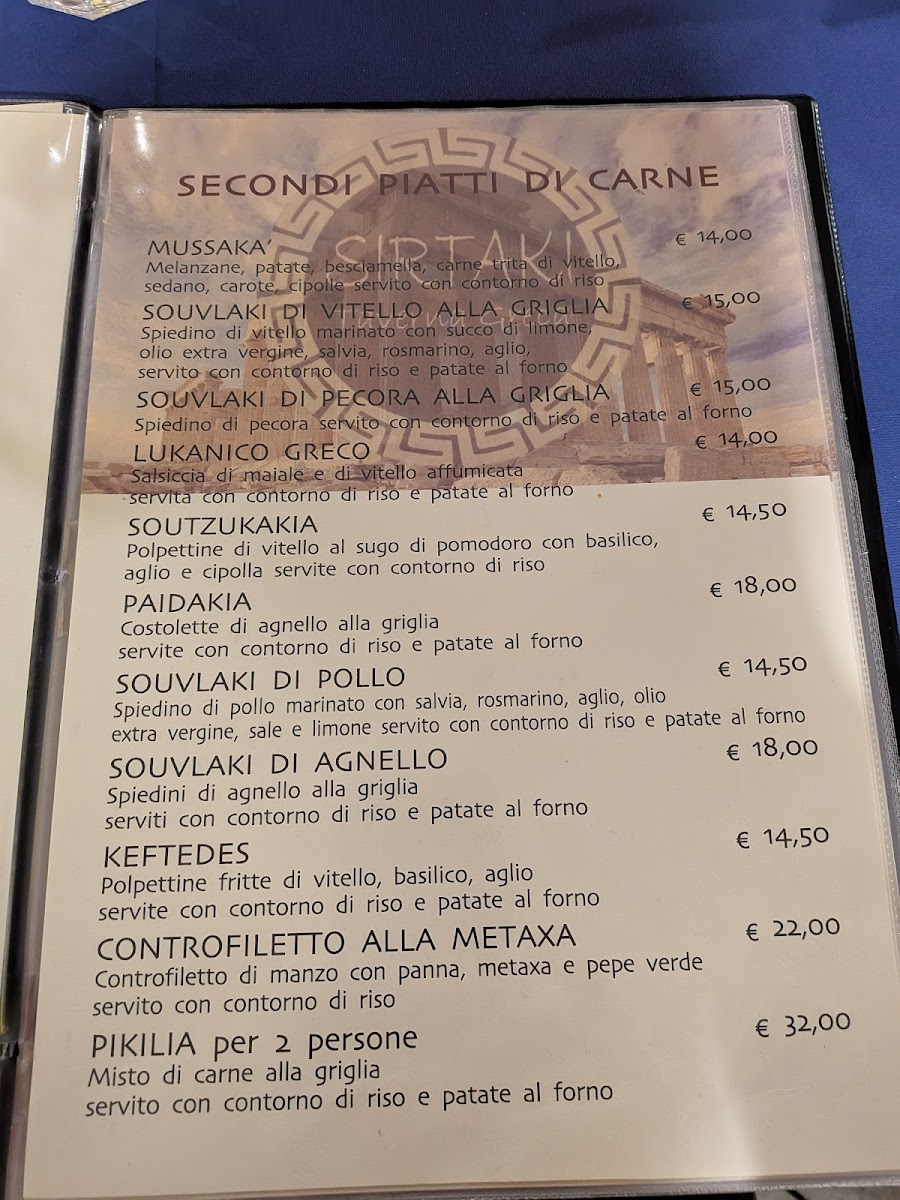 SECONDI PIATTI DI CARNE
SIRTAKI
MUSSAKA' € 14,00
Melanzane, patate, besciamella, carne trita di vitello,
sedano, carote, cipolle servito con contorno di riso
SOUVLAKI DI VITELLO ALLA GRIGLIA € 15,00
Spiedino di vitello marinato con succo di limone,
olio extra vergine, salvia, rosmarino, aglio,
servito con contorno di riso e patate al forno
SOUVLAKI DI PECORA ALLA GRIGLIA € 15,00
Spiedino di pecora servito con contorno di riso e patate al forno
LUKANICO GRECO € 14,00
Salsiccia di maiale e di vitello affumicata
servita con contorno di riso e patate al forno
SOUTZUKAKIA € 14,50
Polpettine di vitello al sugo di pomodoro con basilico,
aglio e cipolla servite con contorno di riso
PAIDAKIA € 18,00
Costolette di agnello alla griglia
servite con contorno di riso e patate al forno
SOUVLAKI DI POLLO € 14,50
Spiedino di pollo marinato con salvia, rosmarino, aglio, olio
extra vergine, sale e limone servito con contorno di riso e patate al forno
SOUVLAKI DI AGNELLO € 18,00
Spiedini di agnello alla griglia
serviti con contorno di riso e patate al forno
KEFTEDES € 14,50
Polpettine fritte di vitello, basilico, aglio
servite con contorno di riso e patate al forno
CONTROFILETTO ALLA METAXA € 22,00
Controfiletto di manzo con panna, metaxa e pepe verde
servito con contorno di riso
PIKILIA per 2 persone € 32,00
Misto di carne alla griglia
servito con contorno di riso e patate al forno